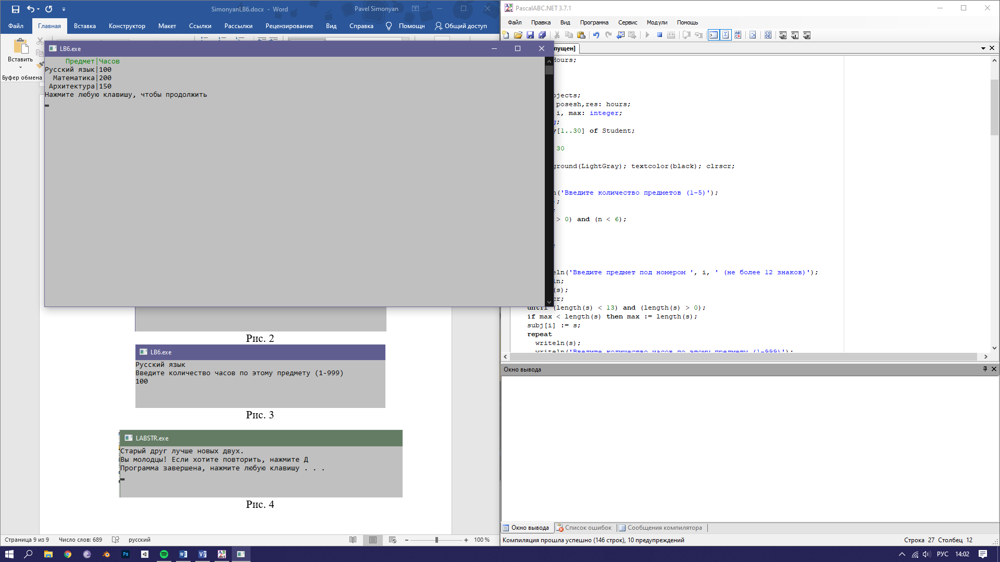 SimonyanLB6.docx - Word
Pavel Simonyan
Файл Главная Вставка Конструктор Макет Ссылки Рассылки Рецензирование Вид Справка Помощн Общий доступ
Вставить
Буфер обмена
LB6.exe
Предмет|Часов
Русский язык|100
Математика|200
Архитектура|150
Нажмите любую клавишу, чтобы продолжить
Рис. 2
LB6.exe
Русский язык
Введите количество часов по этому предмету (1-999)
100
Рис. 3
LABSTR.exe
Старый друг лучше новых двух.
Вы молодцы! Если хотите повторить, нажмите Д
Программа завершена, нажмите любую клавишу . . .
Рис. 4
Страница 9 из 9 Число слов: 689 русский 100 %
PascalABC.NET 3.7.1
Файл Правка Вид Программа Сервис Модули Помощь
пущен]
Hours;
bjects;
posesh,res: hours;
i, max: integer;
g;
y[1..30] of Student;
30
ground(LightGray); textcolor(black); clrscr;
n('Введите количество предметов (1-5)');
);
> 0) and (n < 6);
eln('Введите предмет под номером ', i, ' (не более 12 знаков)');
ln;
(s);
cr;
until (length(s) < 13) and (length(s) > 0);
if max < length(s) then max := length(s);
subj[i] := s;
repeat
writeln(s);
writeln('Введите количество часов по этому предмету (1-999)');
Окно вывода
Окно вывода Список ошибок Сообщения компилятора
Компиляция прошла успешно (146 строк), 10 предупреждений Строка 27 Столбец 12
РУС 14:02